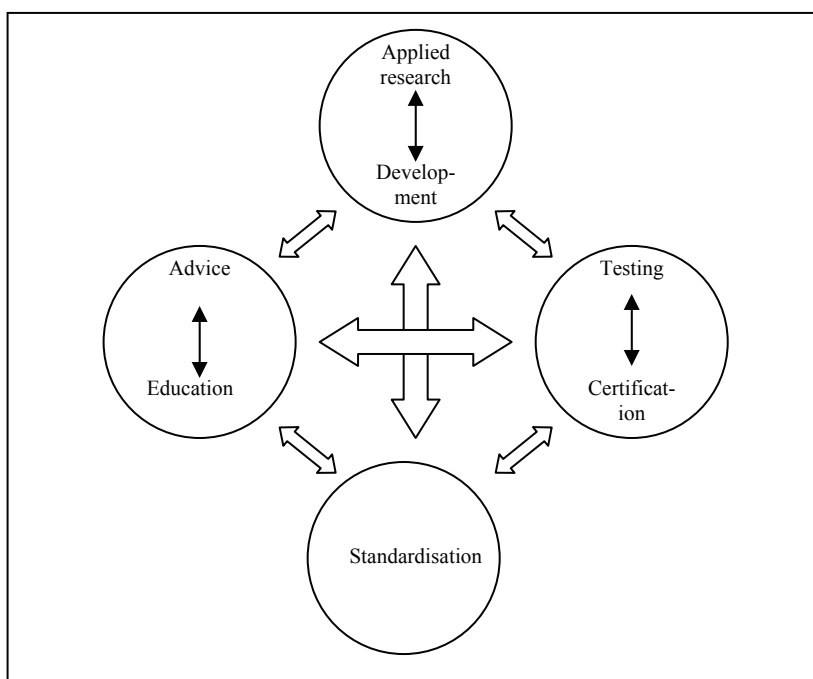 Applied
research
Develop-
ment
Advice
Education
Testing
Certificat-
ion
Standardisation